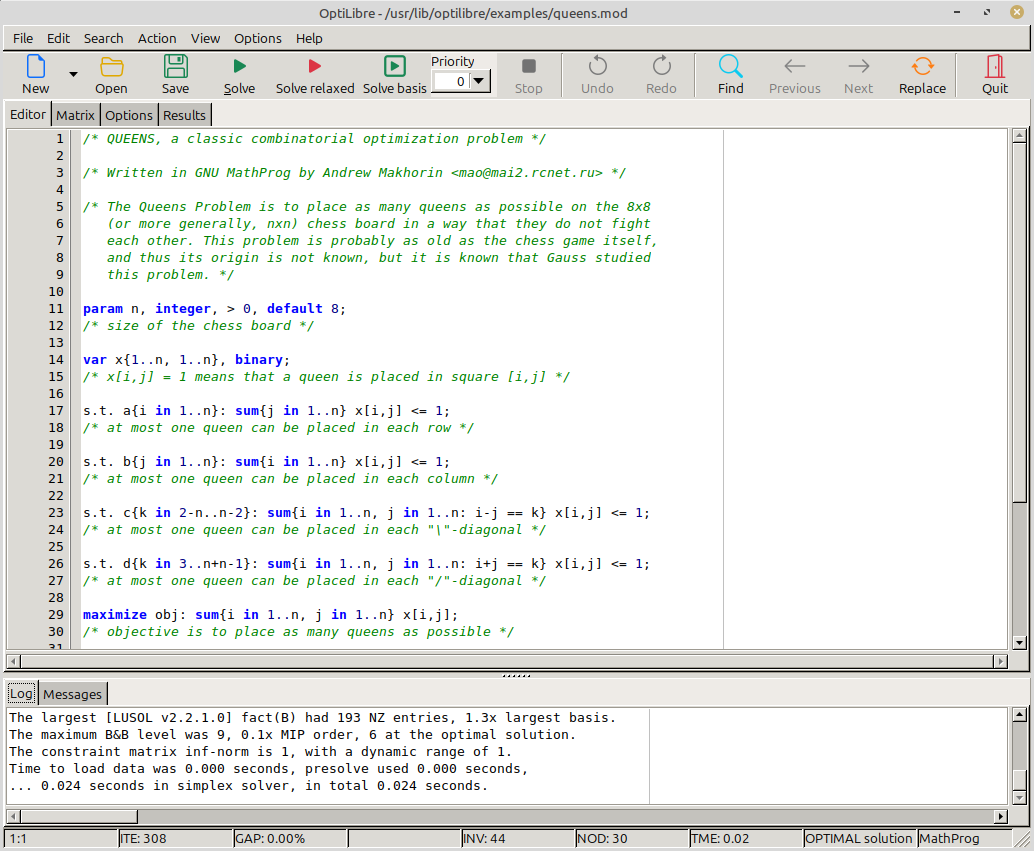 OptiLibre - /usr/lib/optilibre/examples/queens.mod
File Edit Search Action View Options Help
New Open Save Solve Solve relaxed Solve basis Priority 0 Stop Undo Redo Find Previous Next Replace Quit
Editor Matrix Options Results
1 /* QUEENS, a classic combinatorial optimization problem */
2
3 /* Written in GNU MathProg by Andrew Makhorin <mao@mai2.rcnet.ru> */
4
5 /* The Queens Problem is to place as many queens as possible on the 8x8
6 (or more generally, nxn) chess board in a way that they do not fight
7 each other. This problem is probably as old as the chess game itself,
8 and thus its origin is not known, but it is known that Gauss studied
9 this problem. */
10
11 param n, integer, > 0, default 8;
12 /* size of the chess board */
13
14 var x{1..n, 1..n}, binary;
15 /* x[i,j] = 1 means that a queen is placed in square [i,j] */
16
17 s.t. a{i in 1..n}: sum{j in 1..n} x[i,j] <= 1;
18 /* at most one queen can be placed in each row */
19
20 s.t. b{j in 1..n}: sum{i in 1..n} x[i,j] <= 1;
21 /* at most one queen can be placed in each column */
22
23 s.t. c{k in 2-n..n-2}: sum{i in 1..n, j in 1..n: i-j == k} x[i,j] <= 1;
24 /* at most one queen can be placed in each "\"-diagonal */
25
26 s.t. d{k in 3..n+n-1}: sum{i in 1..n, j in 1..n: i+j == k} x[i,j] <= 1;
27 /* at most one queen can be placed in each "/"-diagonal */
28
29 maximize obj: sum{i in 1..n, j in 1..n} x[i,j];
30 /* objective is to place as many queens as possible */
31
Log Messages
The largest [LUSOL v2.2.1.0] fact(B) had 193 NZ entries, 1.3x largest basis.
The maximum B&B level was 9, 0.1x MIP order, 6 at the optimal solution.
The constraint matrix inf-norm is 1, with a dynamic range of 1.
Time to load data was 0.000 seconds, presolve used 0.000 seconds,
... 0.024 seconds in simplex solver, in total 0.024 seconds.
1:1 ITE: 308 GAP: 0.00% INV: 44 NOD: 30 TME: 0.02 OPTIMAL solution MathProg